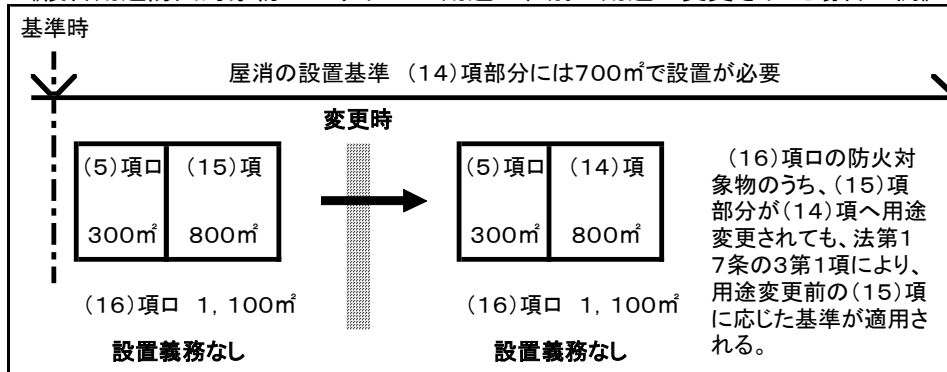 基準時
屋消の設置基準 (14)項部分には700㎡で設置が必要
変更時
(5)項ロ (15)項
300㎡ 800㎡
(16)項ロ 1,100㎡
設置義務なし
(5)項ロ (14)項
300㎡ 800㎡
(16)項ロ 1,100㎡
設置義務なし
(16)項ロの防火対
象物のうち、(15)項
部分が(14)項へ用途
変更されても、法第1
7条の3第1項により、
用途変更前の(15)項
に応じた基準が適用さ
れる。